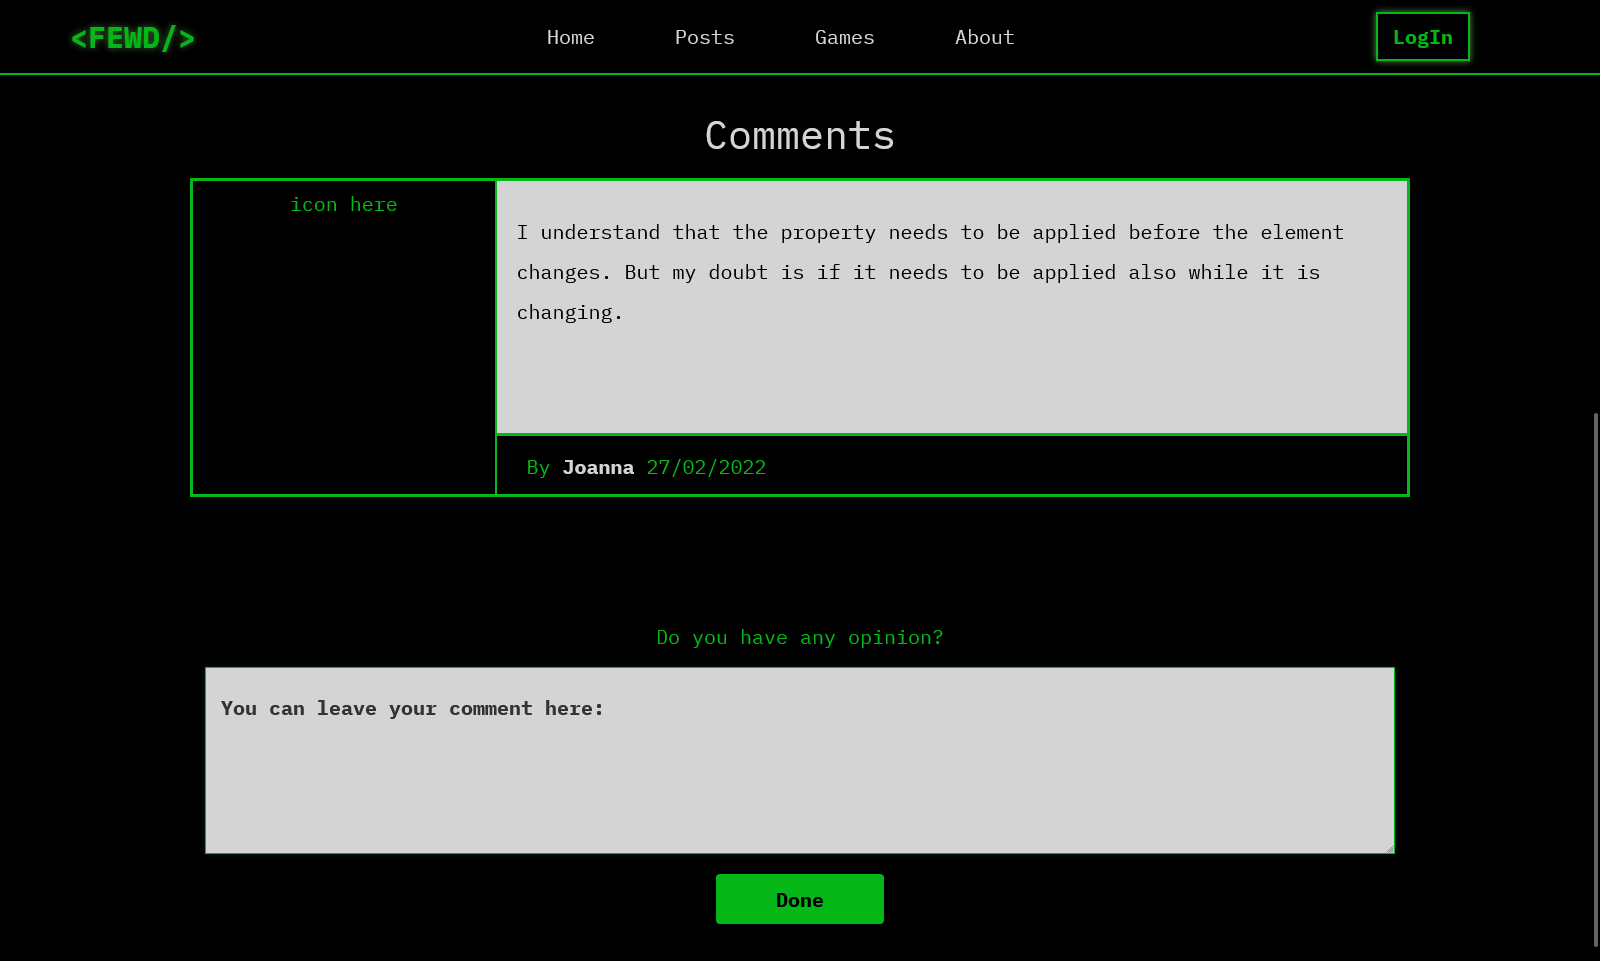 <FEWD/>
Home Posts Games About
LogIn
Comments
icon here
I understand that the property needs to be applied before the element
changes. But my doubt is if it needs to be applied also while it is
changing.
By Joanna 27/02/2022
Do you have any opinion?
You can leave your comment here:
Done